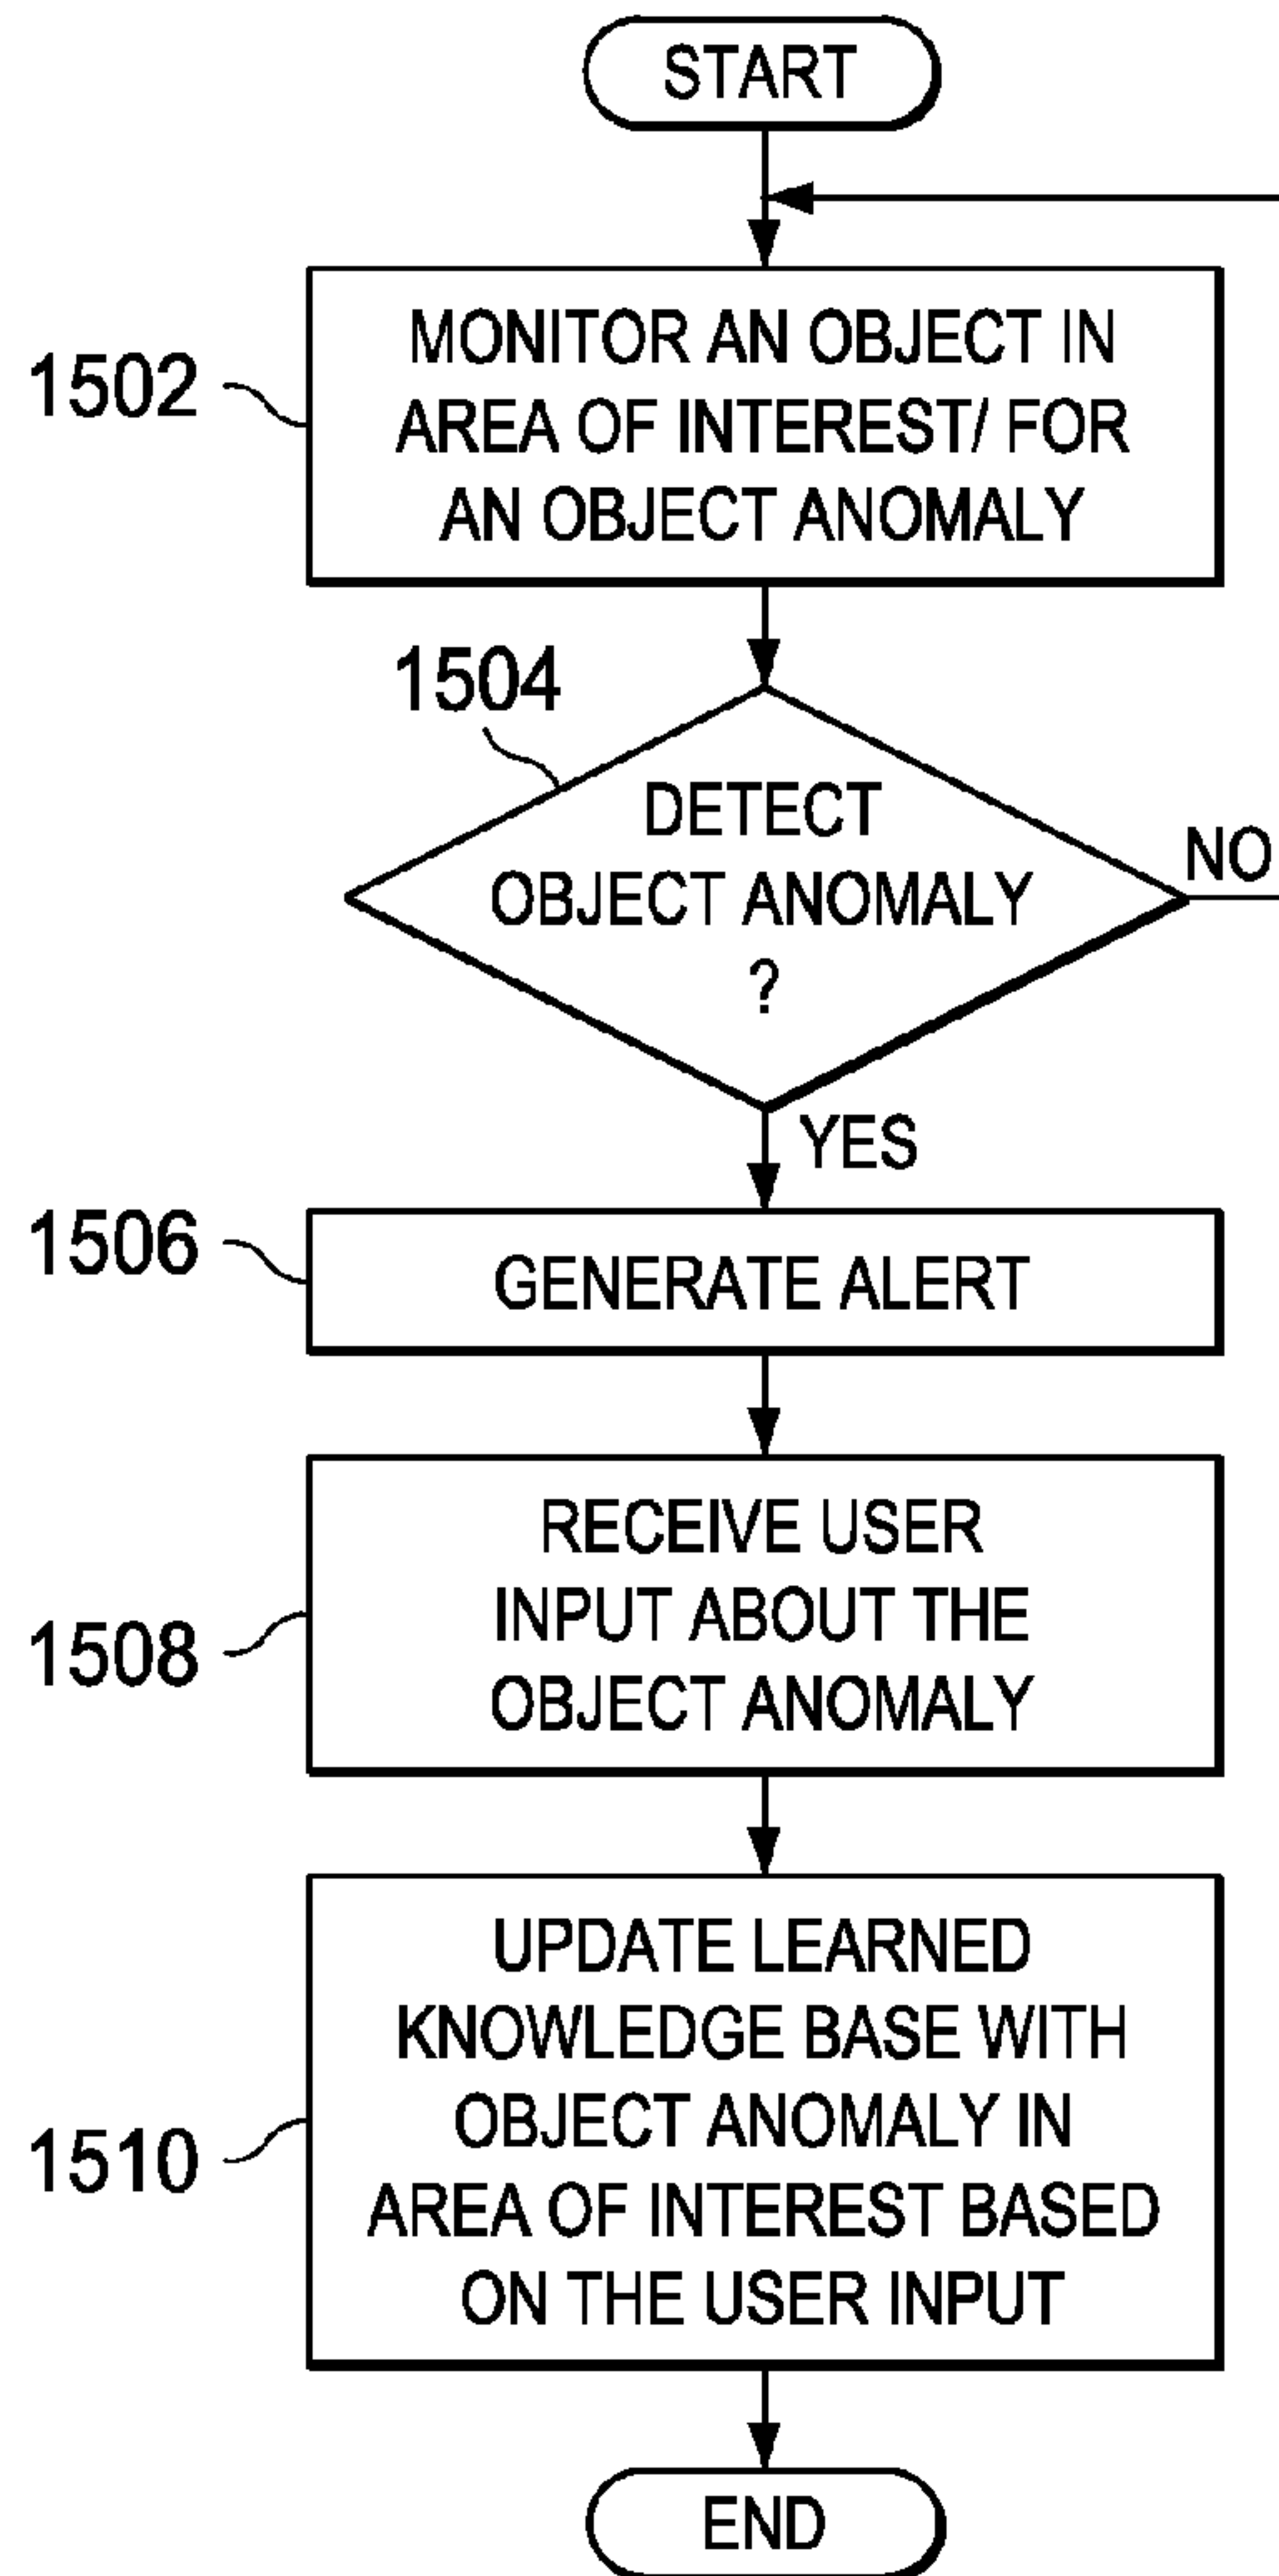 START
1502
MONITOR AN OBJECT IN
AREA OF INTEREST/ FOR
AN OBJECT ANOMALY
1504
DETECT
OBJECT ANOMALY
?
NO
YES
1506
GENERATE ALERT
1508
RECEIVE USER
INPUT ABOUT THE
OBJECT ANOMALY
1510
UPDATE LEARNED
KNOWLEDGE BASE WITH
OBJECT ANOMALY IN
AREA OF INTEREST BASED
ON THE USER INPUT
END